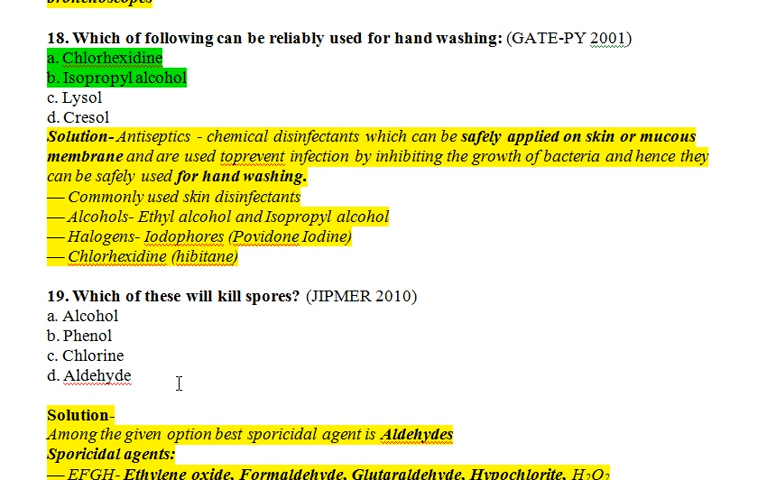 bronchoscopes
18. Which of following can be reliably used for hand washing: (GATE-PY 2001)
a. Chlorhexidine
b. Isopropyl alcohol
c. Lysol
d. Cresol
Solution- Antiseptics - chemical disinfectants which can be safely applied on skin or mucous
membrane and are used toprevent infection by inhibiting the growth of bacteria and hence they
can be safely used for hand washing.
— Commonly used skin disinfectants
— Alcohols- Ethyl alcohol and Isopropyl alcohol
— Halogens- Iodophores (Povidone Iodine)
— Chlorhexidine (hibitane)
19. Which of these will kill spores? (JIPMER 2010)
a. Alcohol
b. Phenol
c. Chlorine
d. Aldehyde
Solution-
Among the given option best sporicidal agent is Aldehydes
Sporicidal agents:
— EFGH- Ethylene oxide, Formaldehyde, Glutaraldehyde, Hypochlorite, H2O2